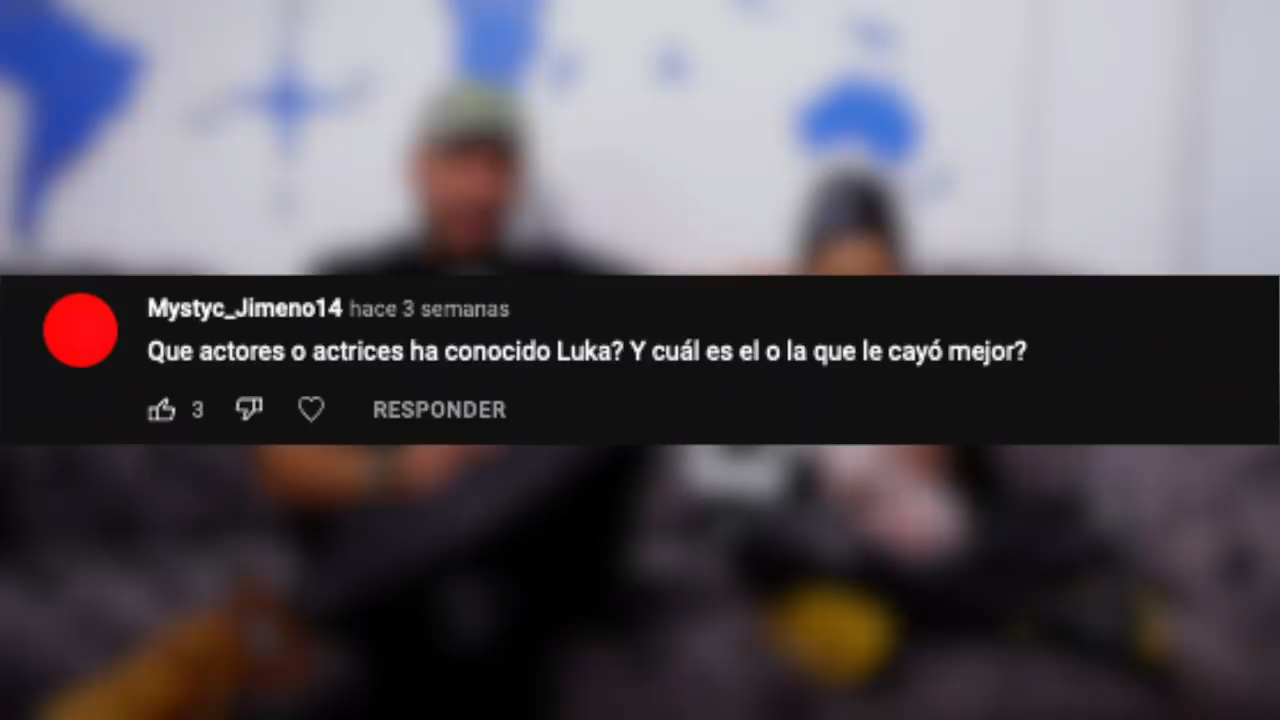 Mystyc_Jimeno14 hace 3 semanas
Que actores o actrices ha conocido Luka? Y cuál es el o la que le cayó mejor?
3 RESPONDER